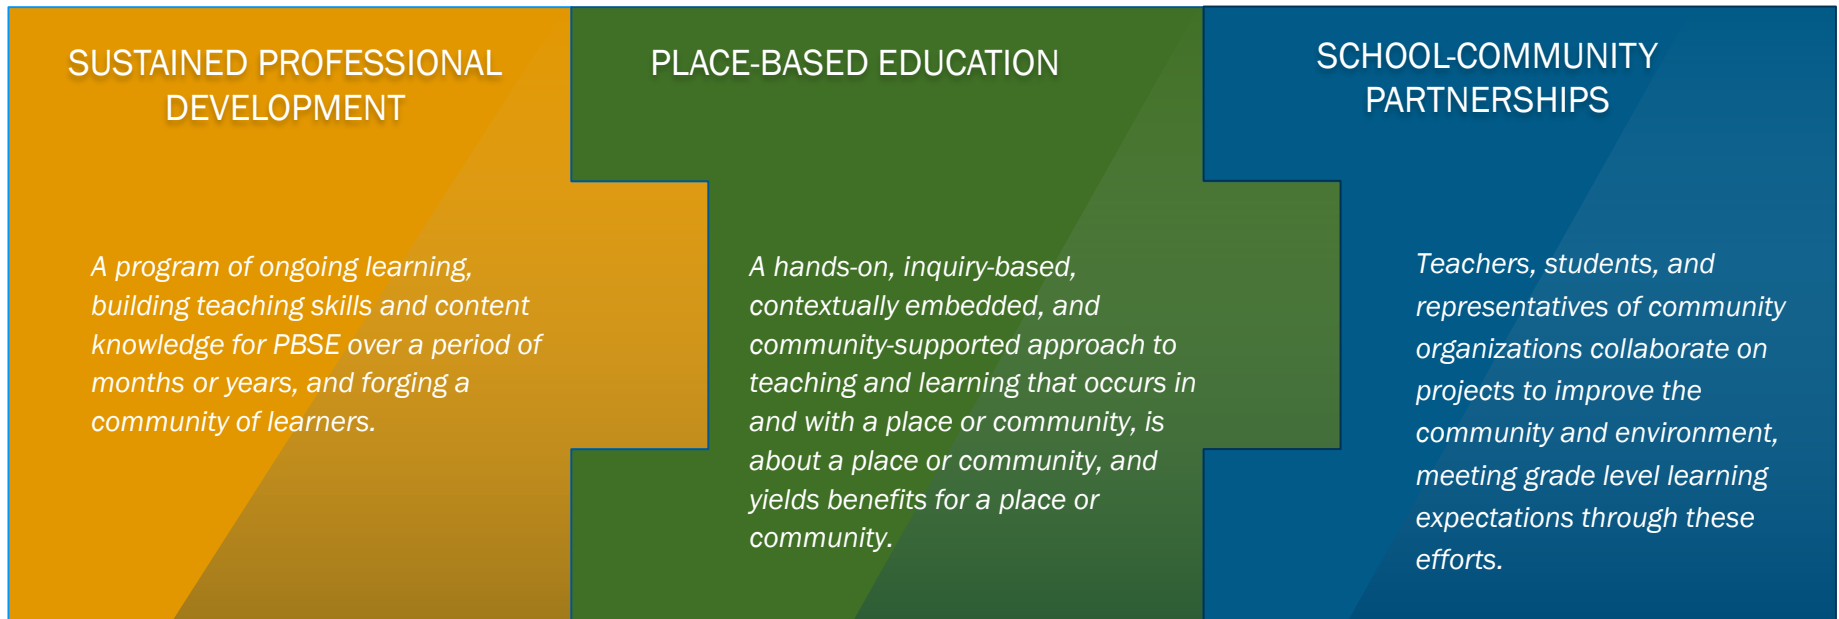 SUSTAINED PROFESSIONAL
DEVELOPMENT
A program of ongoing learning,
building teaching skills and content
knowledge for PBSE over a period of
months or years, and forging a
community of learners.
PLACE-BASED EDUCATION
A hands-on, inquiry-based,
contextually embedded, and
community-supported approach to
teaching and learning that occurs in
and with a place or community, is
about a place or community, and
yields benefits for a place or
community.
SCHOOL-COMMUNITY
PARTNERSHIPS
Teachers, students, and
representatives of community
organizations collaborate on
projects to improve the
community and environment,
meeting grade level learning
expectations through these
efforts.